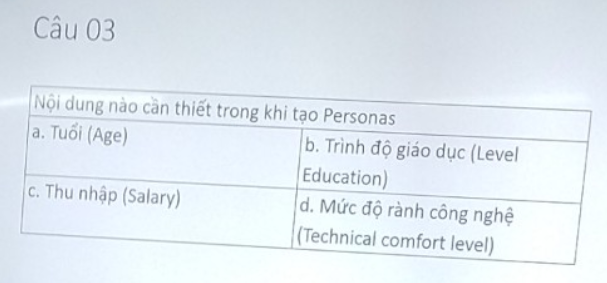 Câu 03
Nội dung nào cần thiết trong khi tạo Personas
a. Tuổi (Age)
b. Trình độ giáo dục (Level
Education)
c. Thu nhập (Salary)
d. Mức độ rành công nghệ
(Technical comfort level)